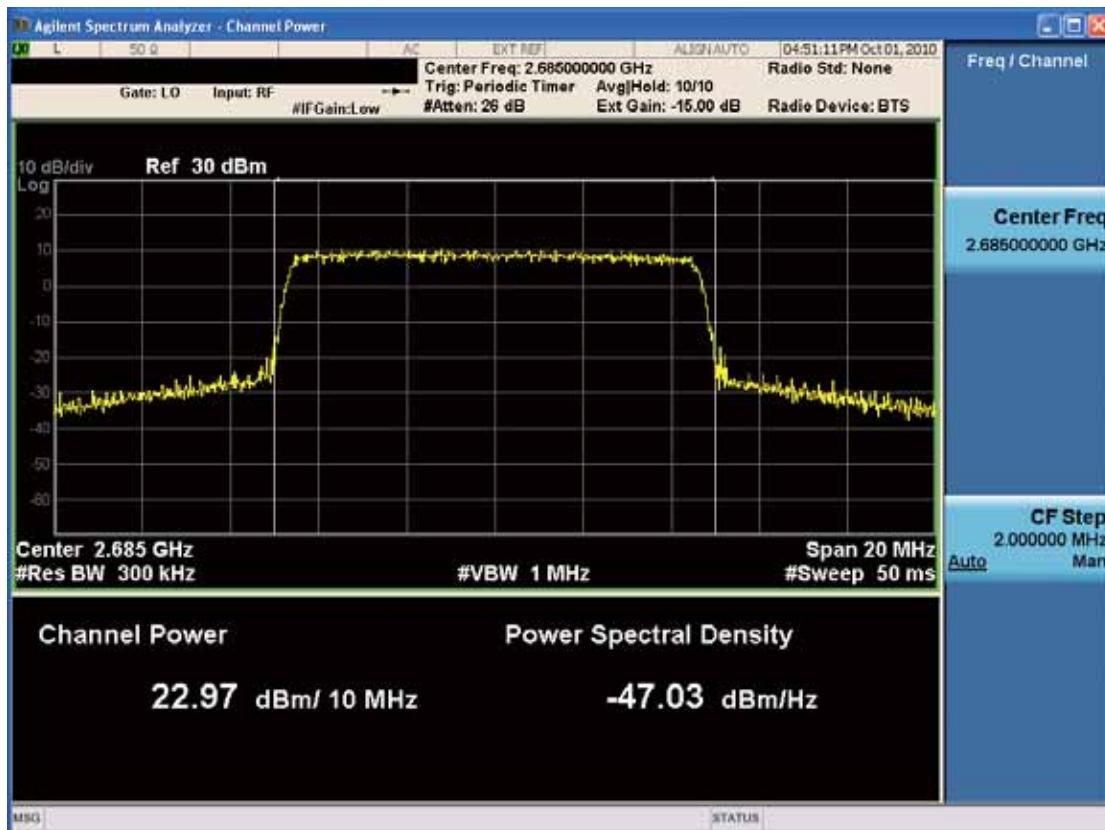 Agilent Spectrum Analyzer - Channel Power
L 50 Ω AC EXT REF ALIGN AUTO 04:51:11 PM Oct 01, 2010
Center Freq: 2.685000000 GHz Radio Std: None
Gate: LO Input: RF Trig: Periodic Timer Avg|Hold: 10/10
#IFGain:Low #Atten: 26 dB Ext Gain: -15.00 dB Radio Device: BTS
Freq / Channel
10 dB/div Ref 30 dBm
Log
20
10
0
-10
-20
-30
-40
-50
-60
Center 2.685 GHz Span 20 MHz
#Res BW 300 kHz #VBW 1 MHz #Sweep 50 ms
Center Freq
2.685000000 GHz
CF Step
2.000000 MHz
Auto Man
Channel Power Power Spectral Density
22.97 dBm/ 10 MHz -47.03 dBm/Hz
MSG STATUS